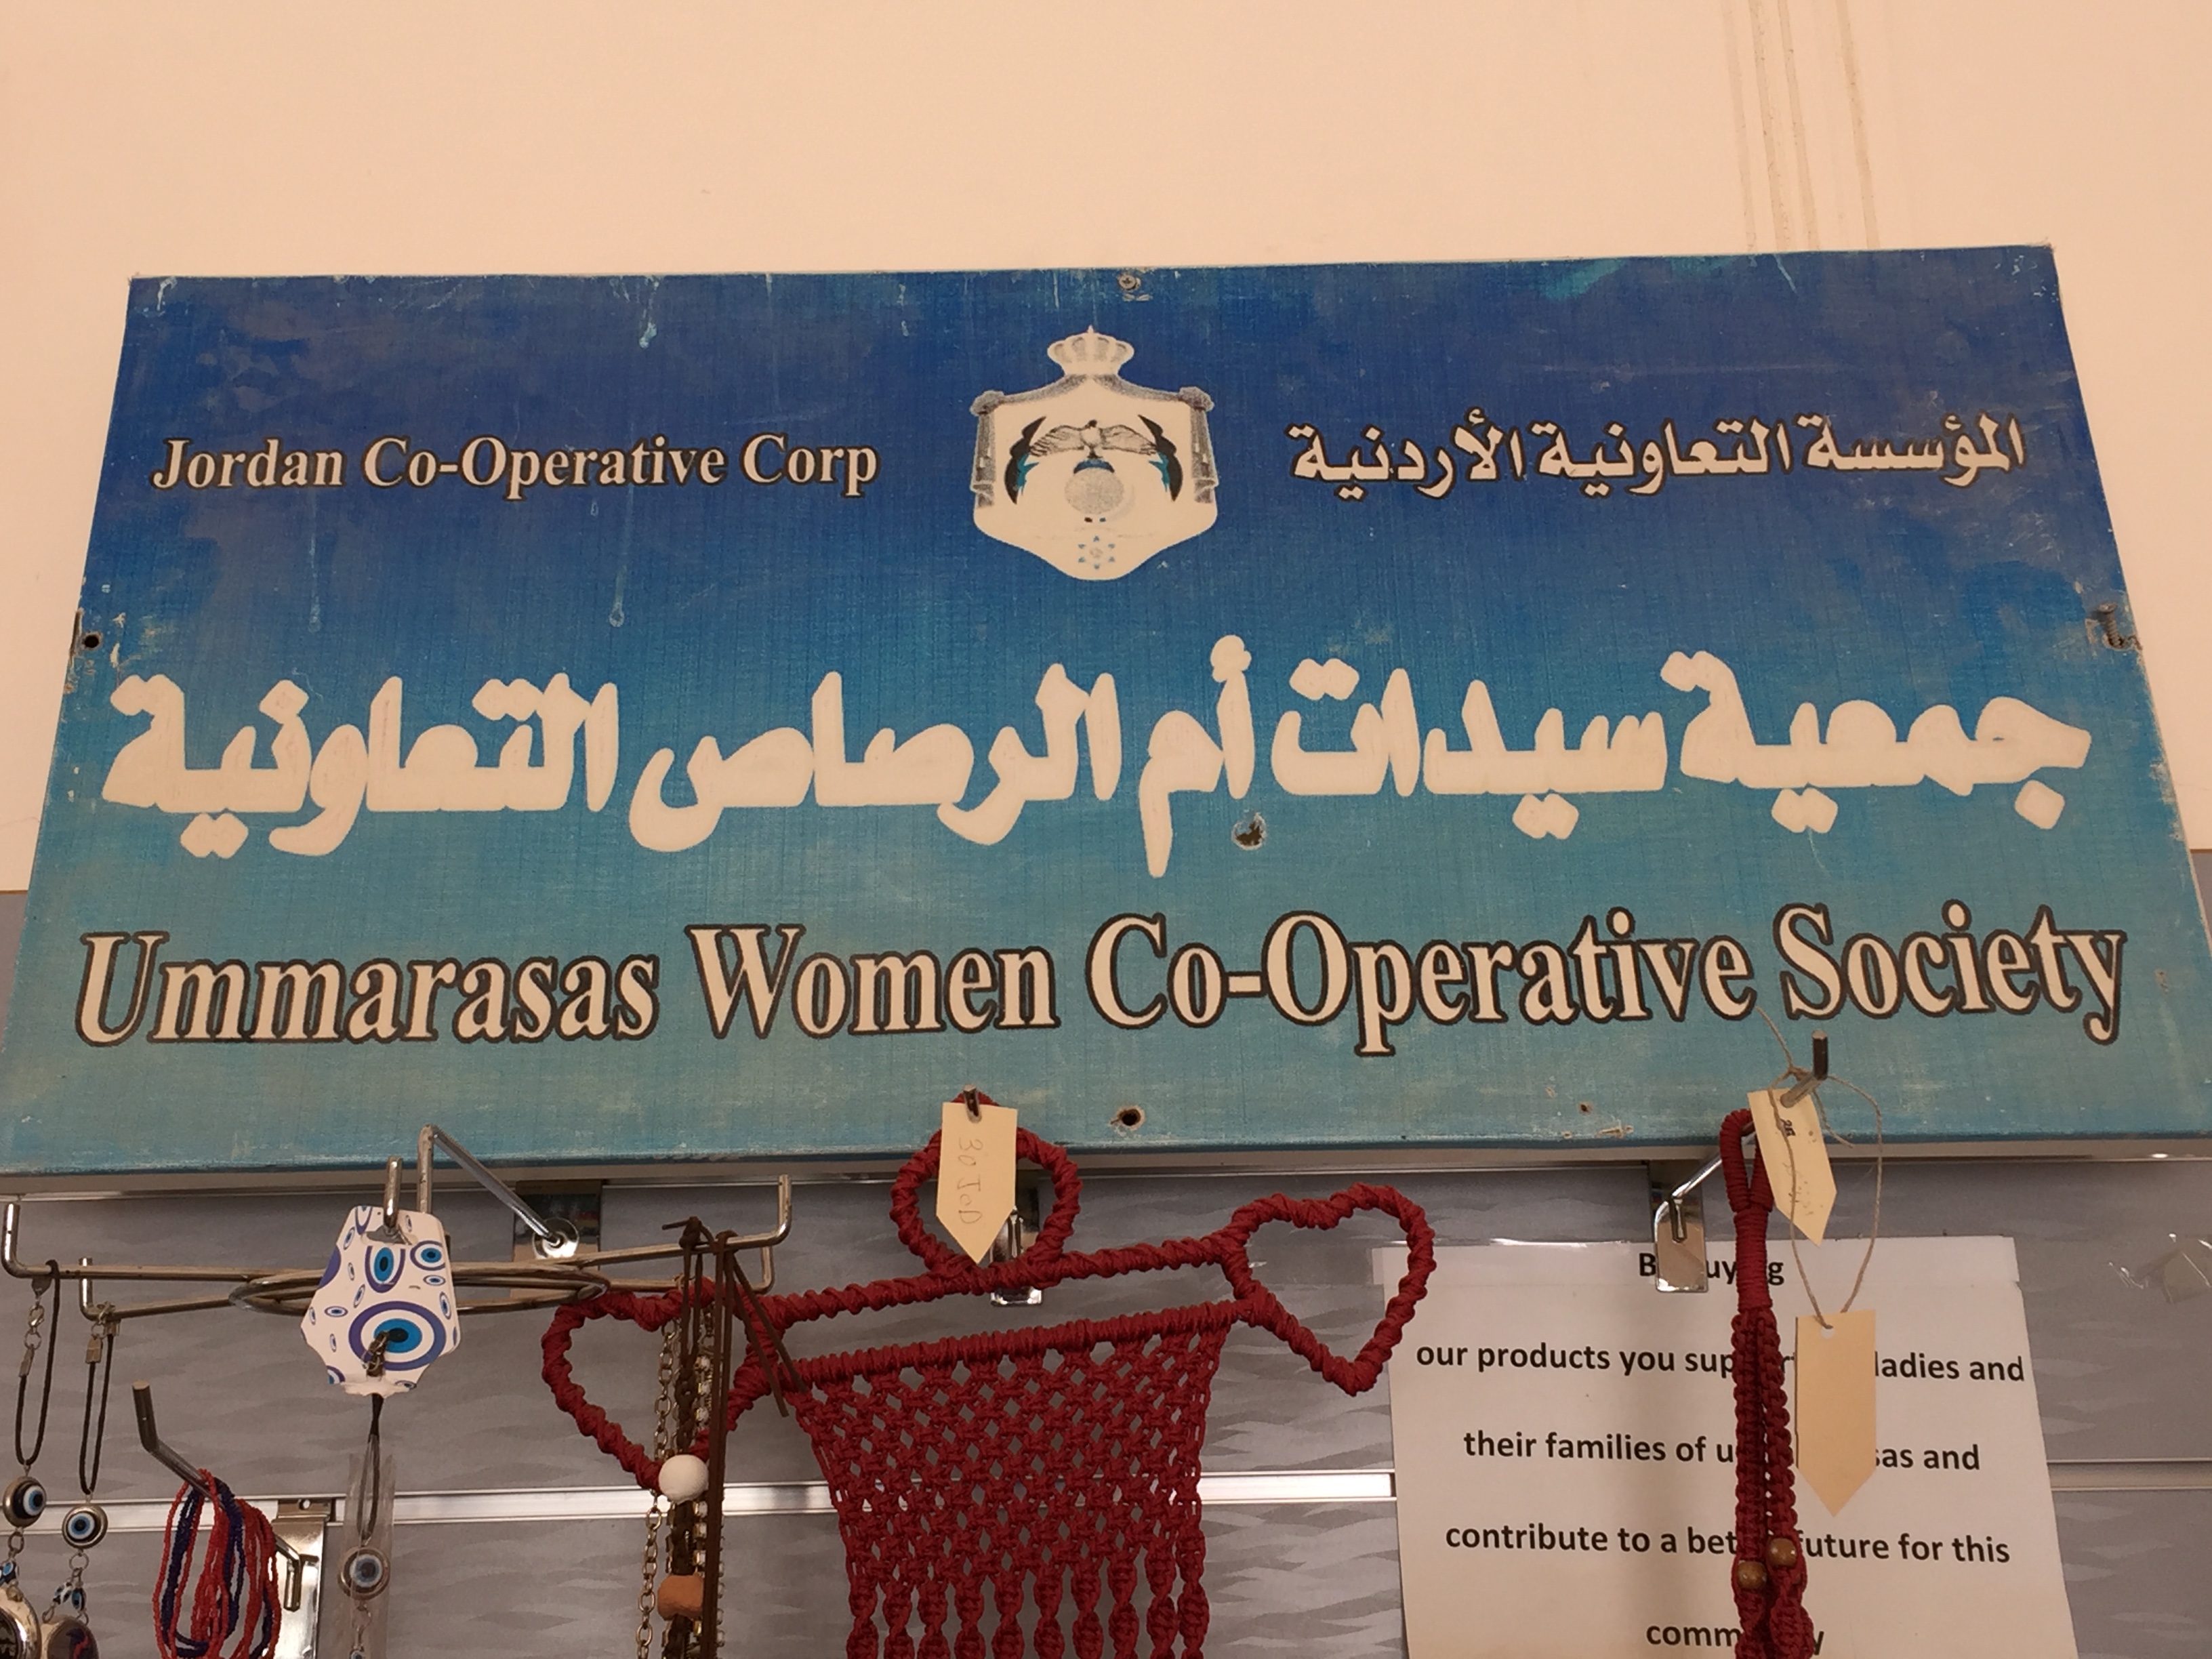 Jordan Co-Operative Corp
المؤسسة التعاونية الأردنية
جمعية سيدات أم الرصاص التعاونية
Ummarasas Women Co-Operative Society
30 JOD
our products you ladies and
their families of and
contribute to a future for this